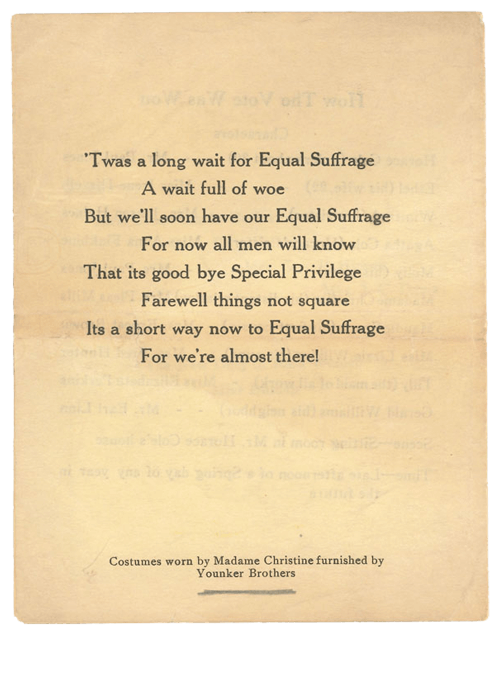 'Twas a long wait for Equal Suffrage
A wait full of woe
But we'll soon have our Equal Suffrage
For now all men will know
That its good bye Special Privilege
Farewell things not square
Its a short way now to Equal Suffrage
For we're almost there!
Costumes worn by Madame Christine furnished by
Younker Brothers